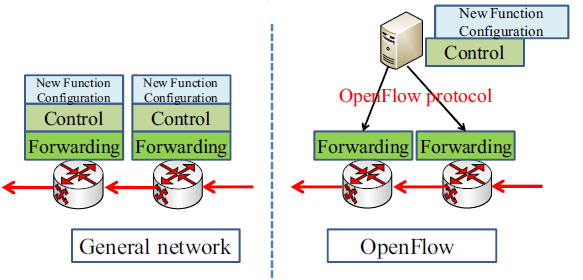 New Function
Configuration
Control
Forwarding
New Function
Configuration
Control
Forwarding
General network
New Function
Configuration
Control
OpenFlow protocol
Forwarding
Forwarding
OpenFlow